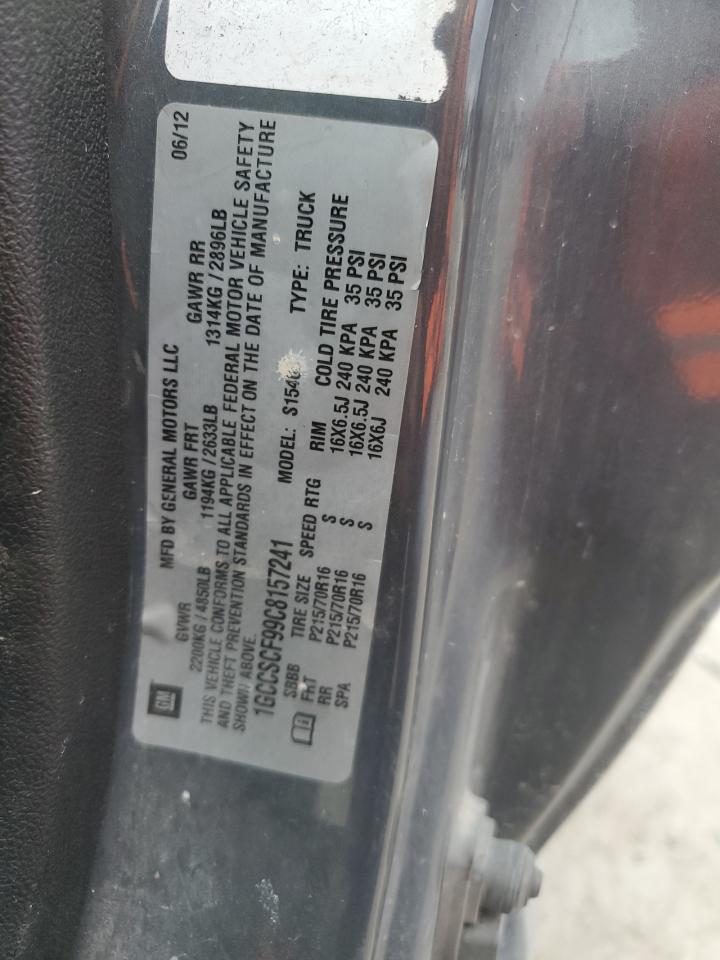 GM MFD BY GENERAL MOTORS LLC 06/12
GVWR GAWR FRT GAWR RR
2200KG / 4850LB 1194KG / 2633LB 1314KG / 2896LB
THIS VEHICLE CONFORMS TO ALL APPLICABLE FEDERAL MOTOR VEHICLE SAFETY
AND THEFT PREVENTION STANDARDS IN EFFECT ON THE DATE OF MANUFACTURE
SHOWN ABOVE.
1GCCSCF99C8157241 MODEL: TYPE: TRUCK
SRBB TIRE SIZE SPEED RTG RIM COLD TIRE PRESSURE
FRT P215/70R16 S 16X6.5J 240 KPA 35 PSI
RR P215/70R16 S 16X6.5J 240 KPA 35 PSI
SPA P215/70R16 S 16X6J 240 KPA 35 PSI